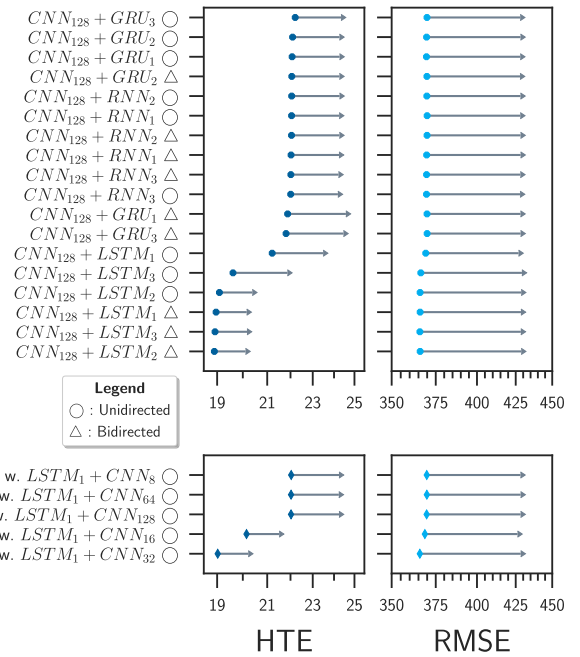 CNN₁₂₈ + GRU₃ ○
CNN₁₂₈ + GRU₂ ○
CNN₁₂₈ + GRU₁ ○
CNN₁₂₈ + GRU₂ △
CNN₁₂₈ + RNN₂ ○
CNN₁₂₈ + RNN₁ ○
CNN₁₂₈ + RNN₂ △
CNN₁₂₈ + RNN₁ △
CNN₁₂₈ + RNN₃ △
CNN₁₂₈ + RNN₃ ○
CNN₁₂₈ + GRU₁ △
CNN₁₂₈ + GRU₃ △
CNN₁₂₈ + LSTM₁ ○
CNN₁₂₈ + LSTM₃ ○
CNN₁₂₈ + LSTM₂ ○
CNN₁₂₈ + LSTM₁ △
CNN₁₂₈ + LSTM₃ △
CNN₁₂₈ + LSTM₂ △
19 21 23 25
350 375 400 425 450
Legend
○ : Unidirected
△ : Bidirected
w. LSTM₁ + CNN₈ ○
w. LSTM₁ + CNN₆₄ ○
w. LSTM₁ + CNN₁₂₈ ○
w. LSTM₁ + CNN₁₆ ○
w. LSTM₁ + CNN₃₂ ○
19 21 23 25
350 375 400 425 450
HTE
RMSE